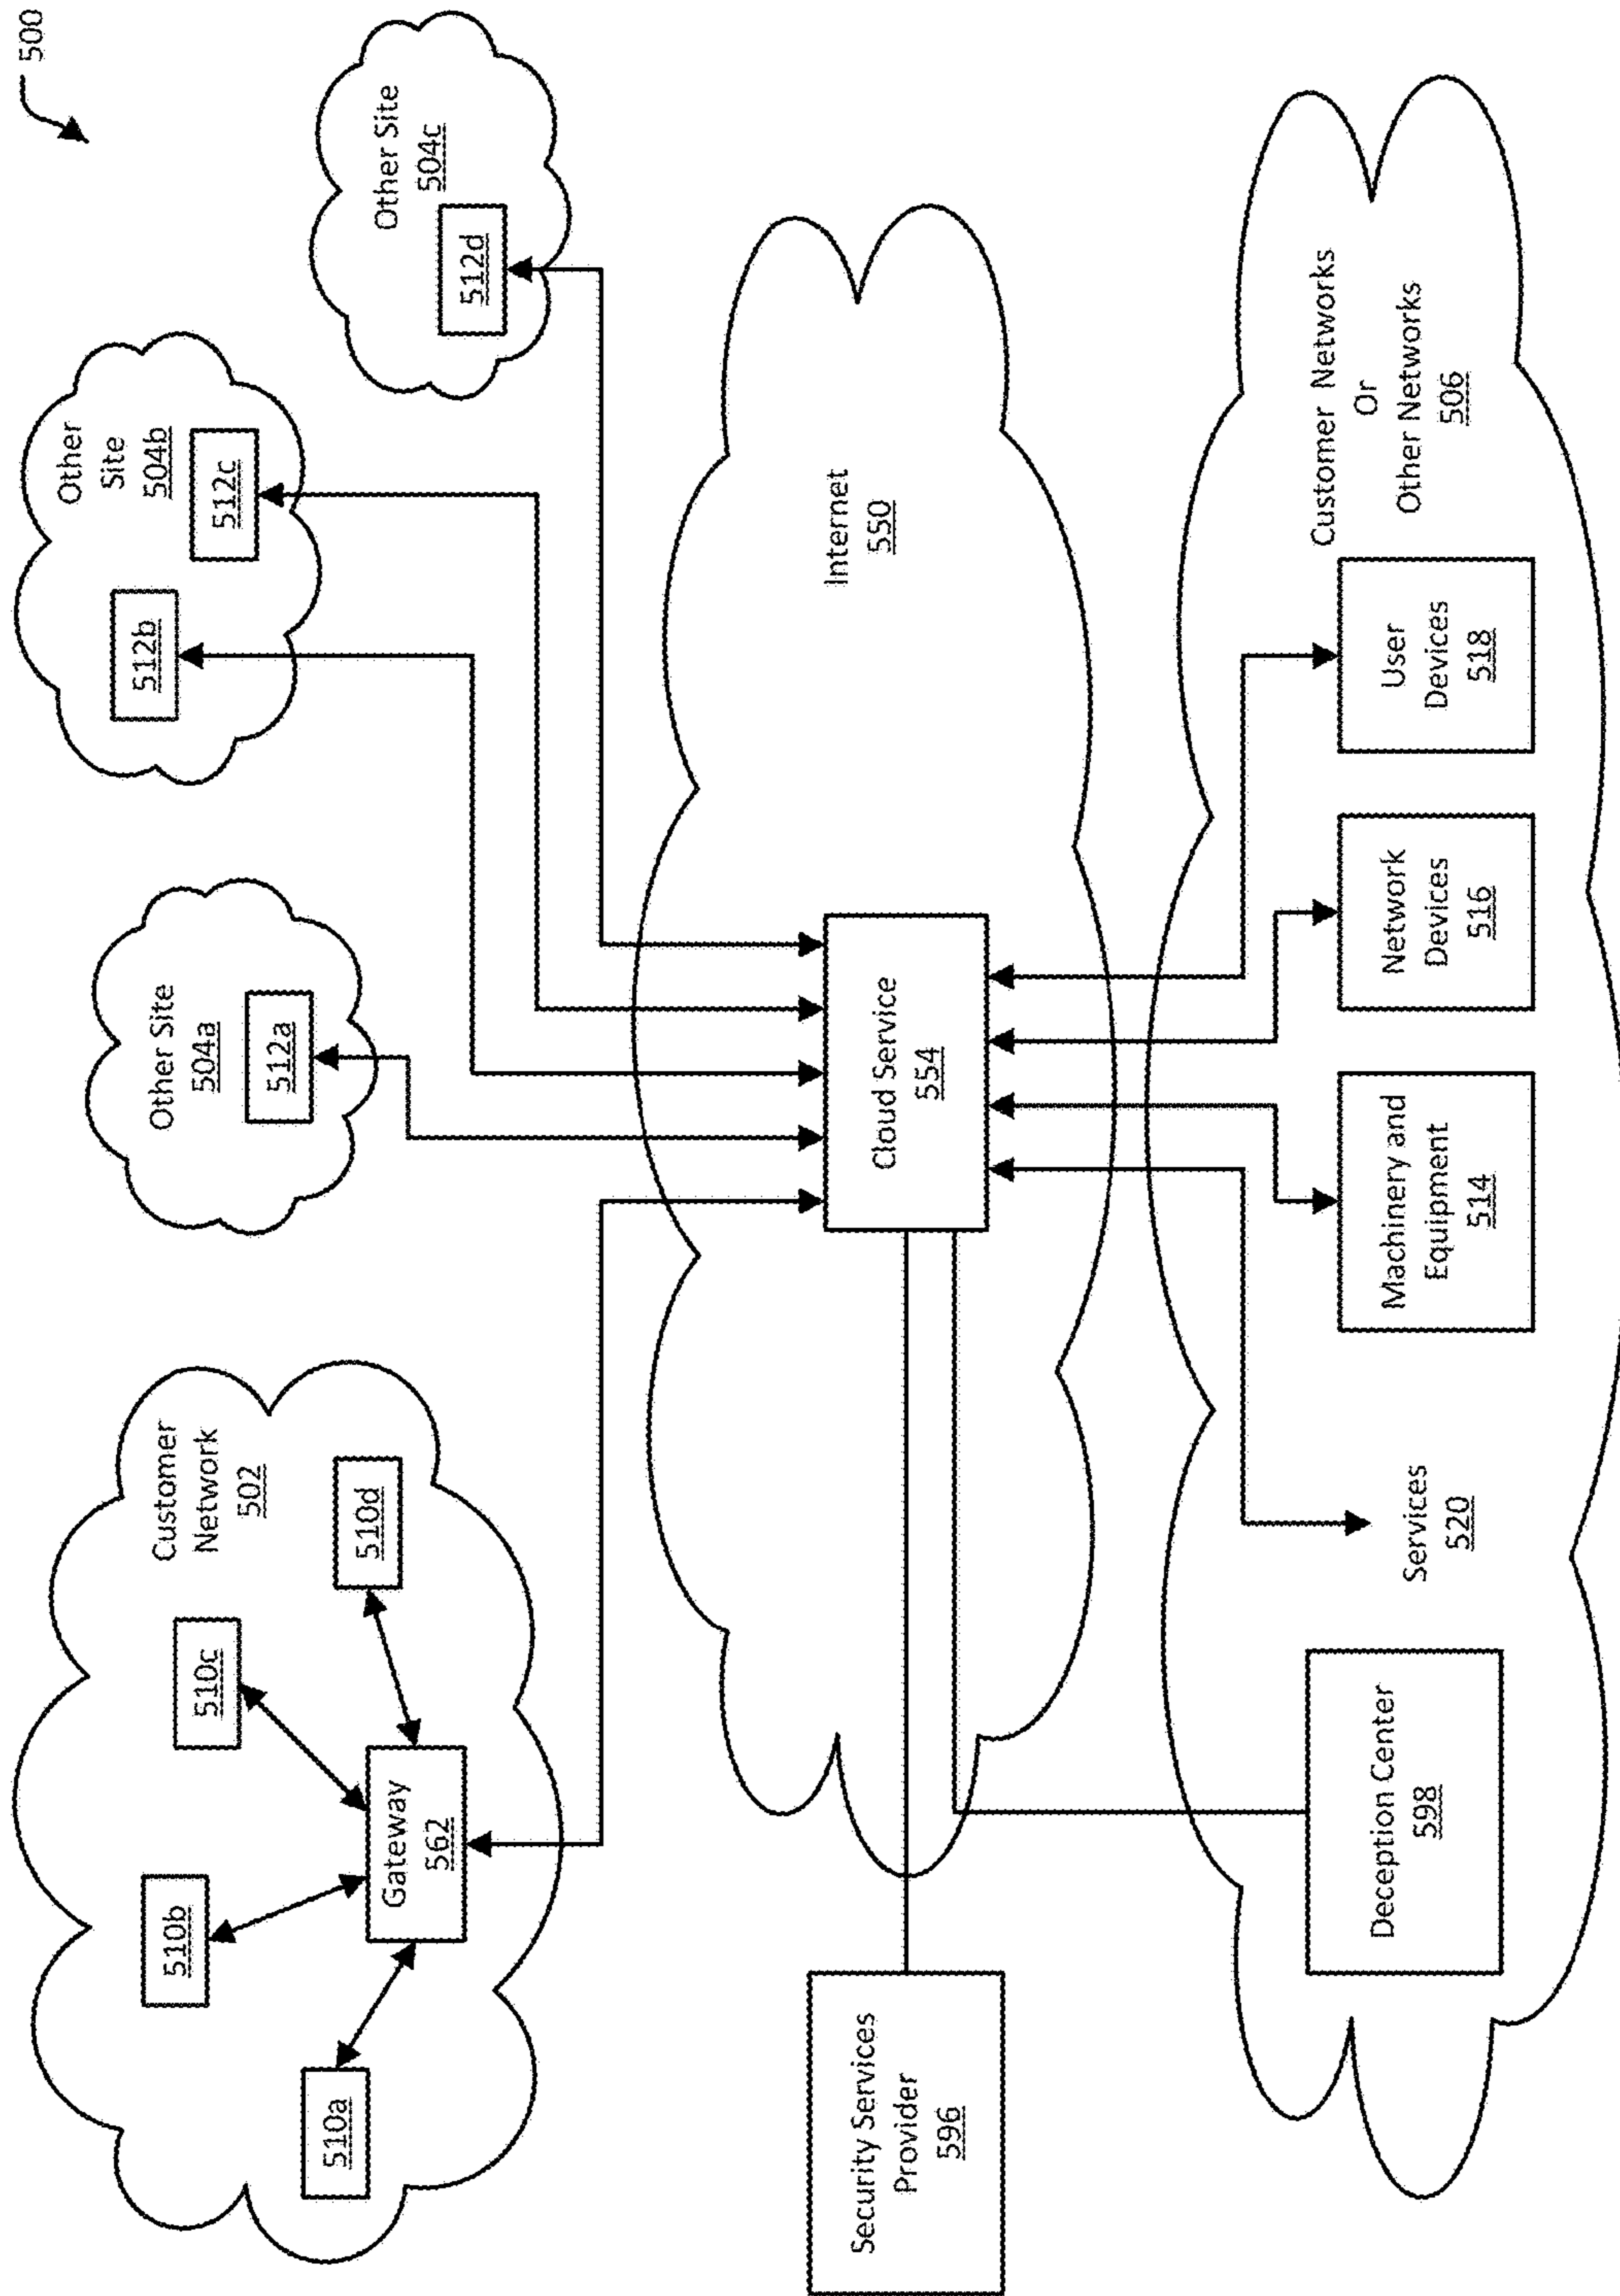 500
Customer
Network
502
510a
510b
510c
510d
Gateway
562
Other Site
504a
512a
Other
Site
504b
512b
512c
Other Site
504c
512d
Internet
550
Cloud Service
554
Security Services
Provider
596
Customer Networks
Or
Other Networks
506
Deception Center
598
Services
520
Machinery and
Equipment
514
Network
Devices
516
User
Devices
518